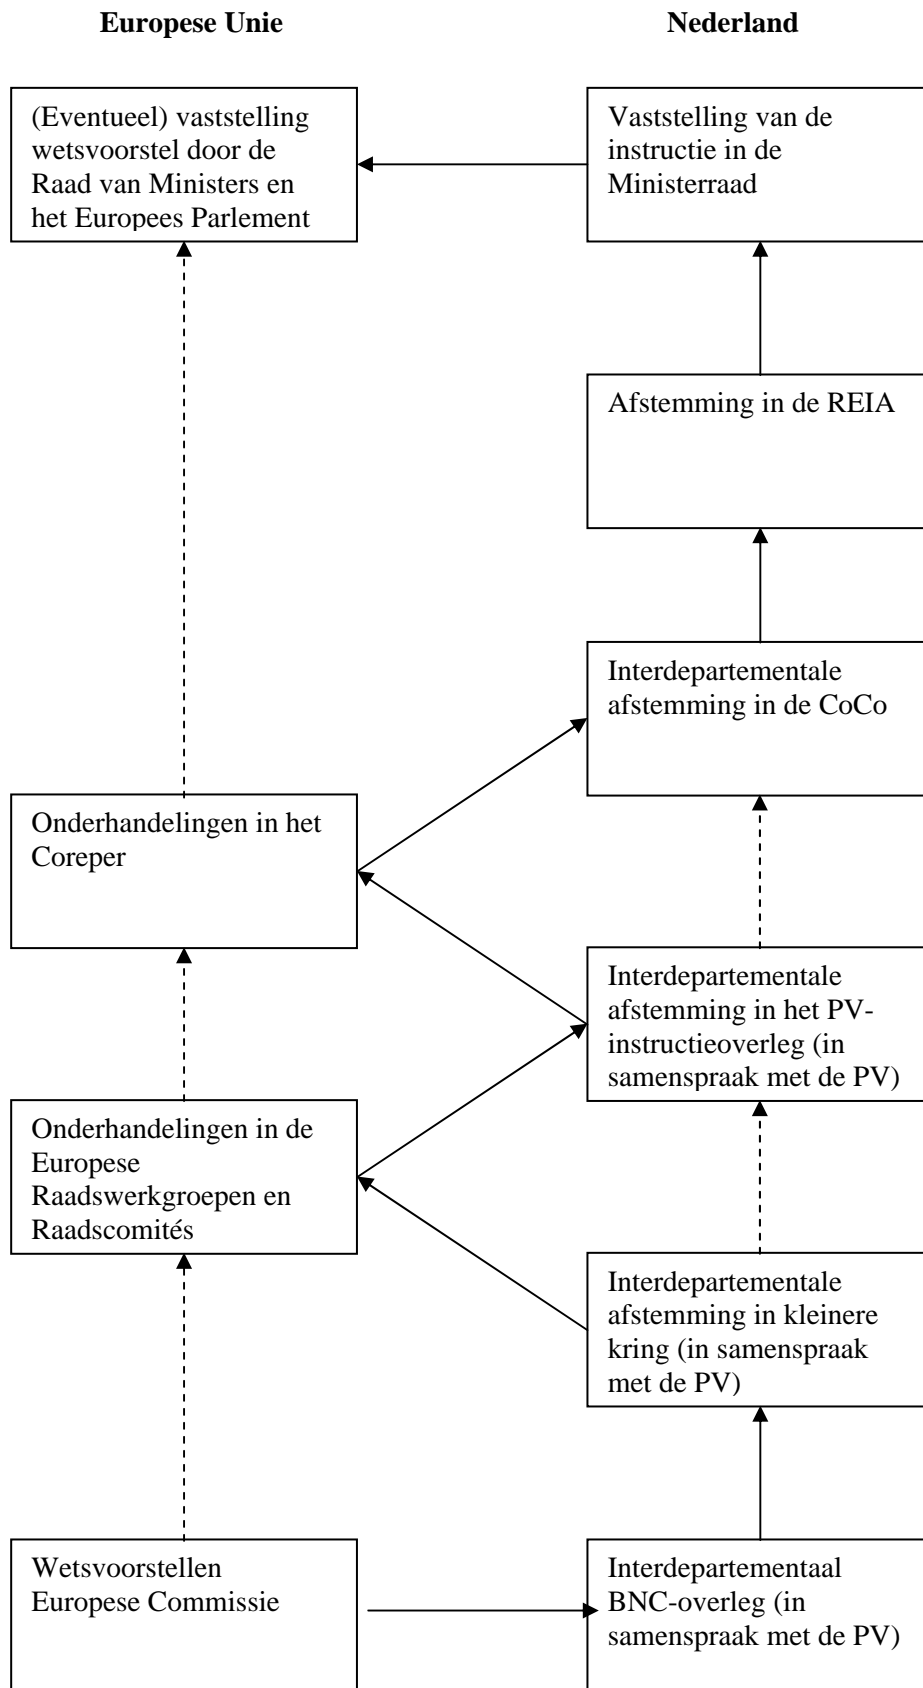 Europese Unie
Nederland
(Eventueel) vaststelling
wetsvoorstel door de
Raad van Ministers en
het Europees Parlement
Vaststelling van de
instructie in de
Ministerraad
Afstemming in de REIA
Interdepartementale
afstemming in de CoCo
Onderhandelingen in het
Coreper
Interdepartementale
afstemming in het PV-
instructieoverleg (in
samenspraak met de PV)
Onderhandelingen in de
Europese
Raadswerkgroepen en
Raadscomités
Interdepartementale
afstemming in kleinere
kring (in samenspraak
met de PV)
Wetsvoorstellen
Europese Commissie
Interdepartementaal
BNC-overleg (in
samenspraak met de PV)